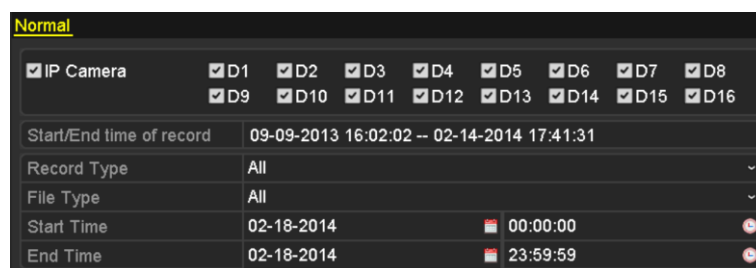 Normal
IP Camera D1 D2 D3 D4 D5 D6 D7 D8
D9 D10 D11 D12 D13 D14 D15 D16
Start/End time of record 09-09-2013 16:02:02 -- 02-14-2014 17:41:31
Record Type All
File Type All
Start Time 02-18-2014 00:00:00
End Time 02-18-2014 23:59:59